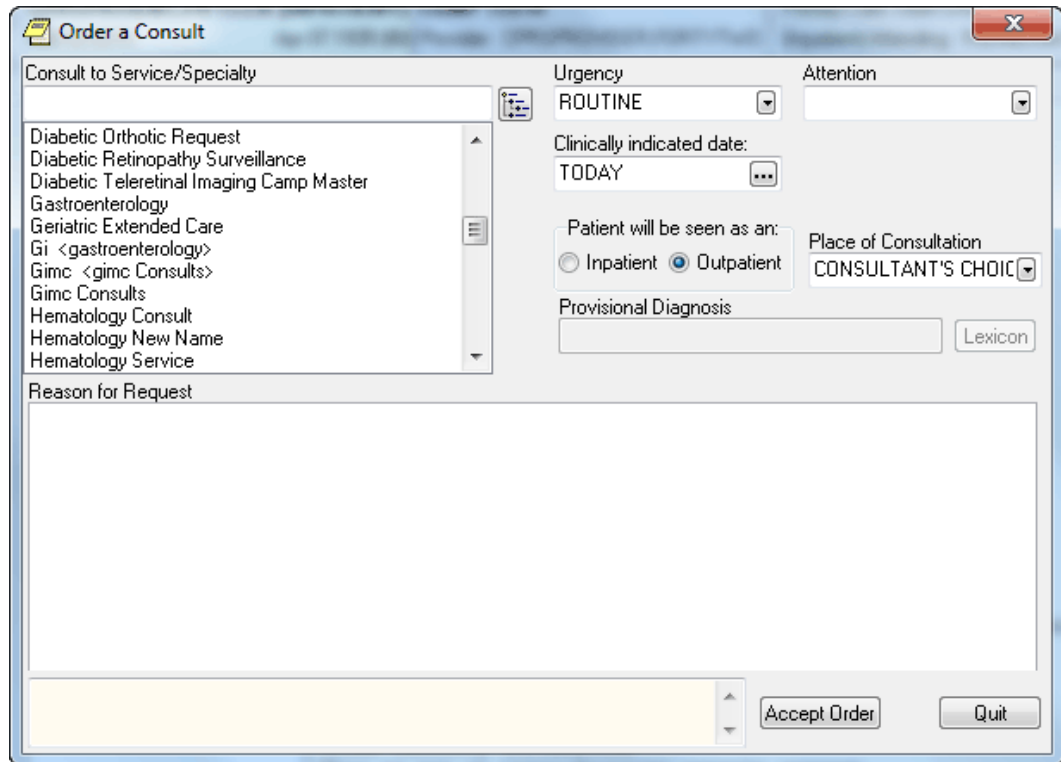 Order a Consult
Consult to Service/Specialty
Urgency
Attention
ROUTINE
Diabetic Orthotic Request
Diabetic Retinopathy Surveillance
Diabetic Teleretinal Imaging Camp Master
Gastroenterology
Geriatric Extended Care
Gi <gastroenterology>
Gimc <gimc Consults>
Gimc Consults
Hematology Consult
Hematology New Name
Hematology Service
Clinically indicated date:
TODAY
...
Patient will be seen as an:
Inpatient Outpatient
Place of Consultation
CONSULTANT'S CHOIC
Provisional Diagnosis
Lexicon
Reason for Request
Accept Order
Quit